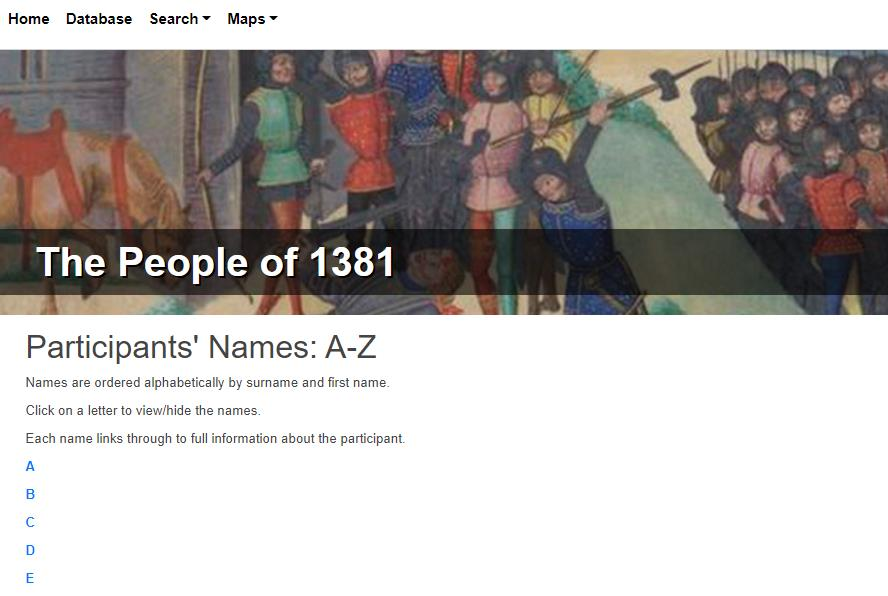 Home Database Search Maps
The People of 1381
Participants' Names: A-Z
Names are ordered alphabetically by surname and first name.
Click on a letter to view/hide the names.
Each name links through to full information about the participant.
A
B
C
D
E